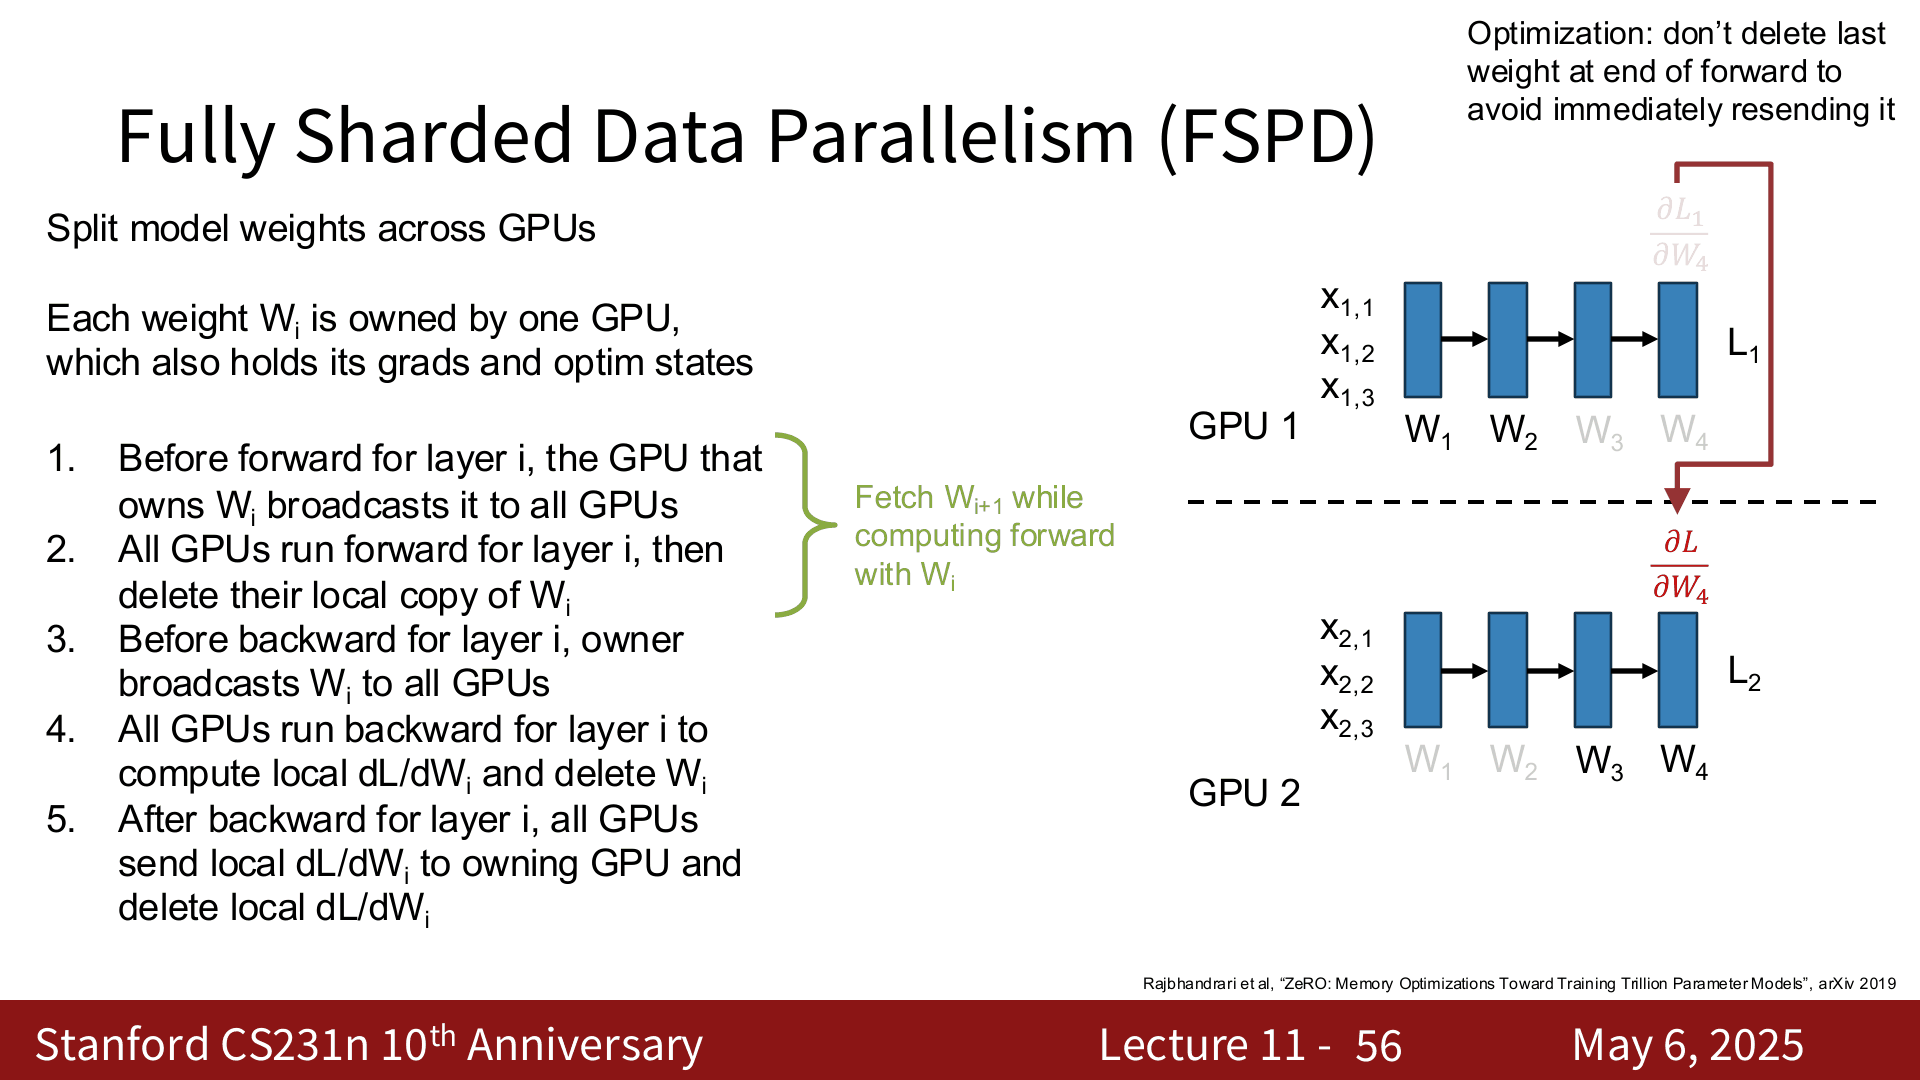 Optimization: don’t delete last
weight at end of forward to
avoid immediately resending it
Fully Sharded Data Parallelism (FSPD)
Split model weights across GPUs
Each weight Wi is owned by one GPU,
which also holds its grads and optim states
1. Before forward for layer i, the GPU that
owns Wi broadcasts it to all GPUs
2. All GPUs run forward for layer i, then
delete their local copy of Wi
3. Before backward for layer i, owner
broadcasts Wi to all GPUs
4. All GPUs run backward for layer i to
compute local dL/dWi and delete Wi
5. After backward for layer i, all GPUs
send local dL/dWi to owning GPU and
delete local dL/dWi
Fetch Wi+1 while
computing forward
with Wi
∂L1
∂W4
x1,1
x1,2
x1,3
L1
GPU 1
W1 W2 W3 W4
∂L
∂W4
x2,1
x2,2
x2,3
L2
W1 W2 W3 W4
GPU 2
Rajbhandrari et al, “ZeRO: Memory Optimizations Toward Training Trillion Parameter Models”, arXiv 2019
Stanford CS231n 10th Anniversary
Lecture 11 - 56
May 6, 2025